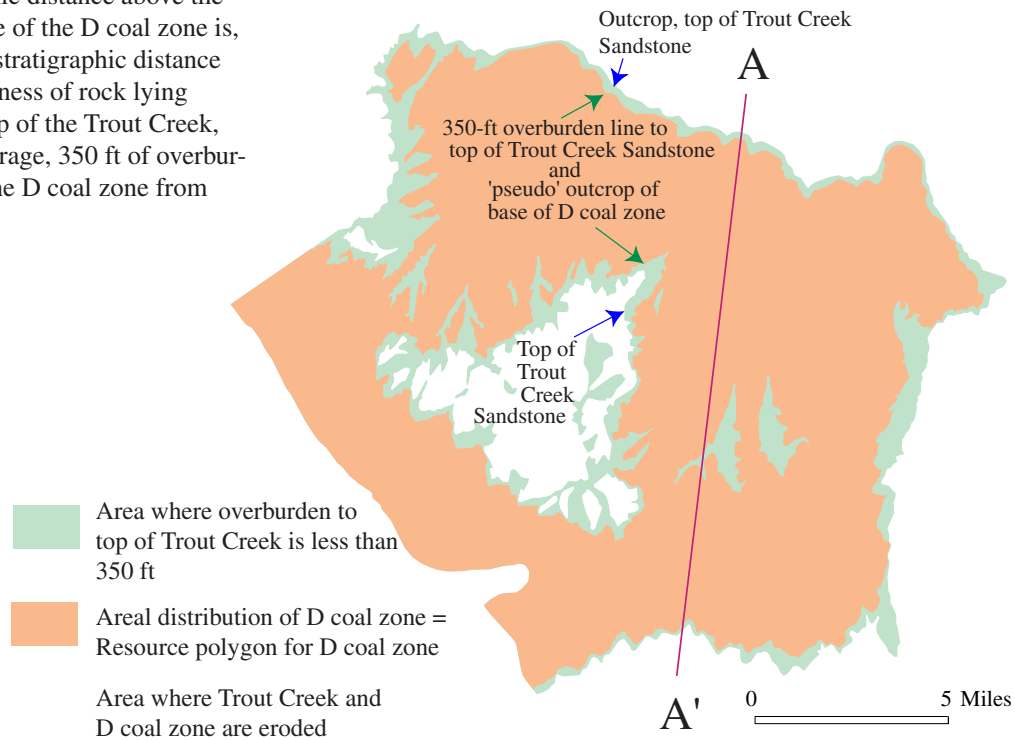 ic distance above the
e of the D coal zone is,
stratigraphic distance
ness of rock lying
p of the Trout Creek,
rage, 350 ft of overbur-
ne D coal zone from
Outcrop, top of Trout Creek
Sandstone
A
350-ft overburden line to
top of Trout Creek Sandstone
and
'pseudo' outcrop of
base of D coal zone
Top of
Trout
Creek
Sandstone
Area where overburden to
top of Trout Creek is less than
350 ft
Areal distribution of D coal zone =
Resource polygon for D coal zone
Area where Trout Creek and
D coal zone are eroded
A'
0 5 Miles